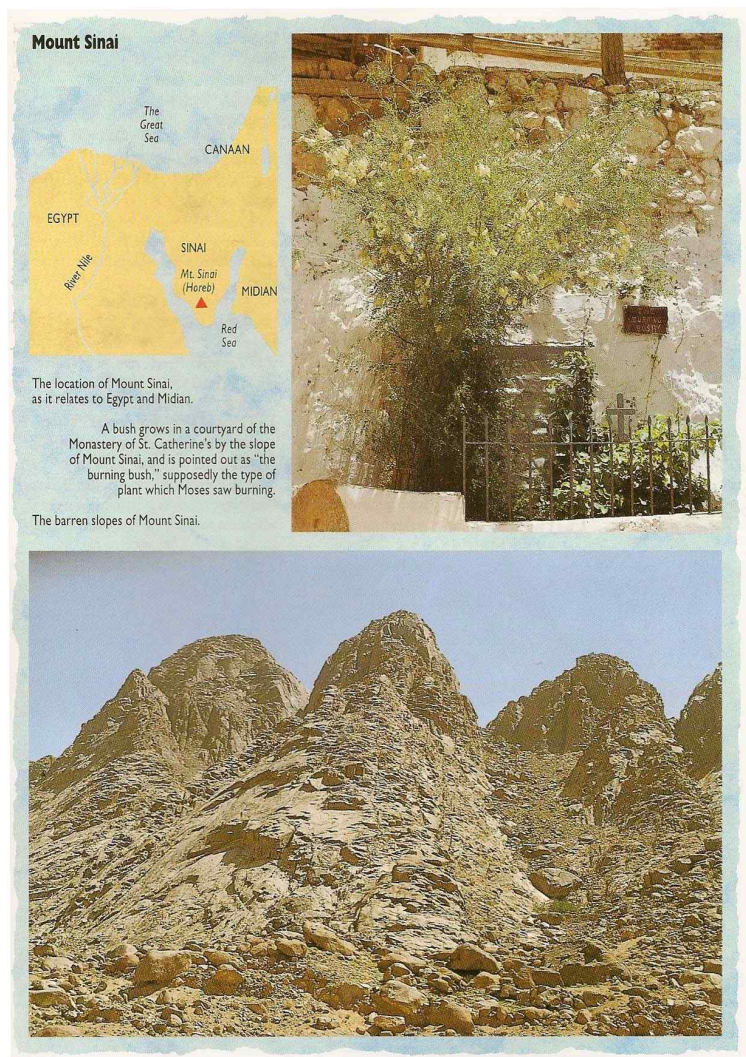 Mount Sinai
The
Great
Sea
CANAAN
EGYPT
SINAI
River Nile
Mt. Sinai
(Horeb)
MIDIAN
Red
Sea
The location of Mount Sinai,
as it relates to Egypt and Midian.
A bush grows in a courtyard of the
Monastery of St. Catherine's by the slope
of Mount Sinai, and is pointed out as “the
burning bush,” supposedly the type of
plant which Moses saw burning.
The barren slopes of Mount Sinai.
BURNING
BUSH